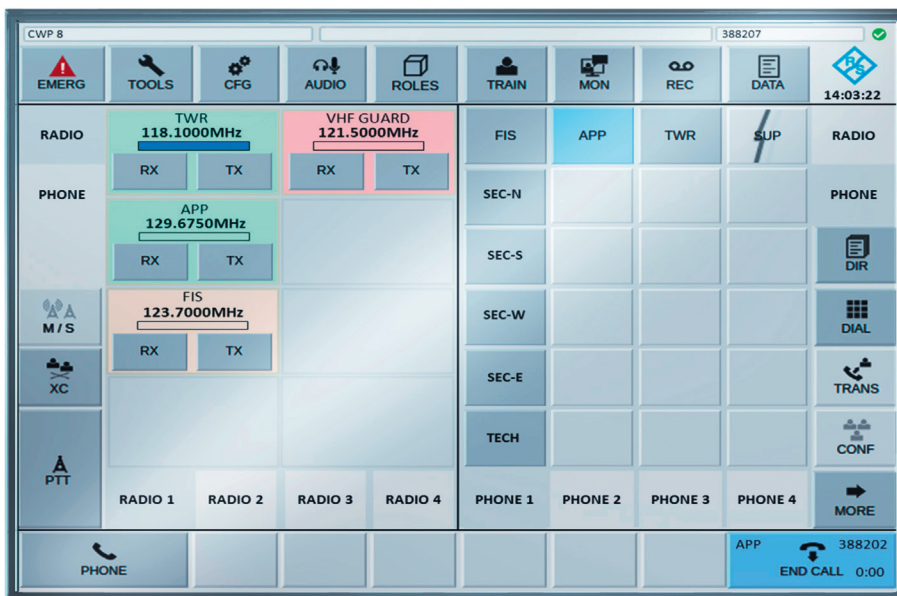 CWP 8
388207
EMERG
TOOLS
CFG
AUDIO
ROLES
TRAIN
MON
REC
DATA
R&S
14:03:22
RADIO
TWR
118.1000MHz
RX
TX
VHF GUARD
121.5000MHz
RX
TX
FIS
APP
TWR
SUP
RADIO
PHONE
APP
129.6750MHz
RX
TX
SEC-N
PHONE
SEC-S
DIR
M/S
FIS
123.7000MHz
RX
TX
SEC-W
DIAL
XC
SEC-E
TRANS
PTT
TECH
CONF
RADIO 1
RADIO 2
RADIO 3
RADIO 4
PHONE 1
PHONE 2
PHONE 3
PHONE 4
MORE
PHONE
APP
388202
END CALL 0:00